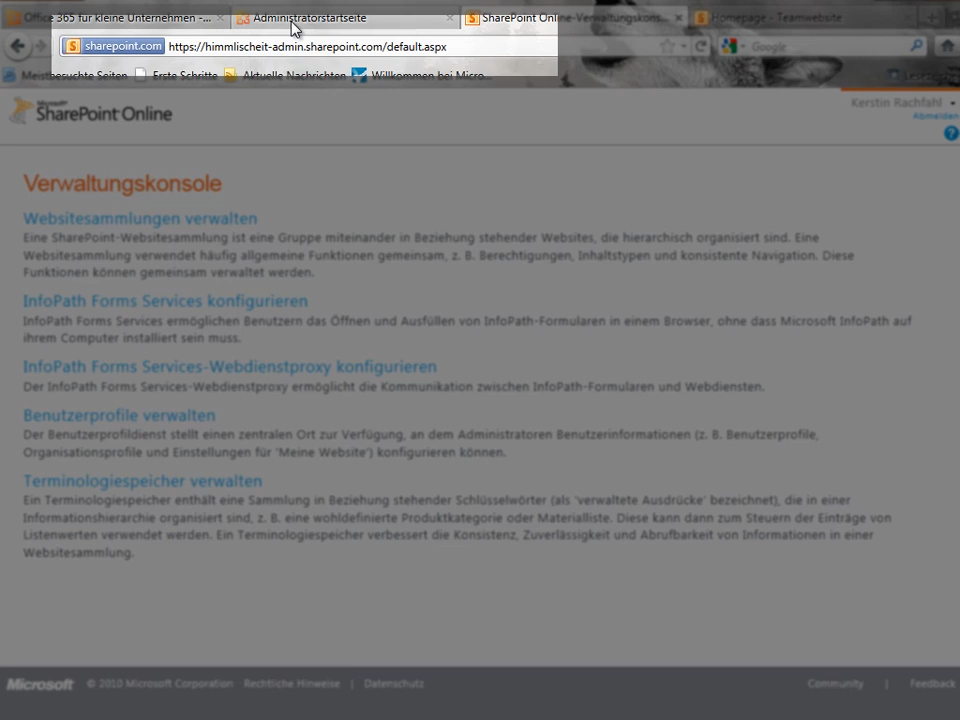 Office 365 für kleine Unternehmen -...
Administratorstartseite
SharePoint Online-Verwaltungskons...
Homepage - Teamwebsite
sharepoint.com https://himmlischeit-admin.sharepoint.com/default.aspx
Google
Meistbesuchte Seiten Erste Schritte Aktuelle Nachrichten Willkommen bei Micro...
Microsoft
SharePoint Online
Kerstin Rachfahl
Abmelden
Verwaltungskonsole
Websitesammlungen verwalten
Eine SharePoint-Websitesammlung ist eine Gruppe miteinander in Beziehung stehender Websites, die hierarchisch organisiert sind. Eine
Websitesammlung verwendet häufig allgemeine Funktionen gemeinsam, z. B. Berechtigungen, Inhaltstypen und konsistente Navigation. Diese
Funktionen können gemeinsam verwaltet werden.
InfoPath Forms Services konfigurieren
InfoPath Forms Services ermöglichen Benutzern das Öffnen und Ausfüllen von InfoPath-Formularen in einem Browser, ohne dass Microsoft InfoPath auf
ihrem Computer installiert sein muss.
InfoPath Forms Services-Webdienstproxy konfigurieren
Der InfoPath Forms Services-Webdienstproxy ermöglicht die Kommunikation zwischen InfoPath-Formularen und Webdiensten.
Benutzerprofile verwalten
Der Benutzerprofildienst stellt einen zentralen Ort zur Verfügung, an dem Administratoren Benutzerinformationen (z. B. Benutzerprofile,
Organisationsprofile und Einstellungen für 'Meine Website') konfigurieren können.
Terminologiespeicher verwalten
Ein Terminologiespeicher enthält eine Sammlung in Beziehung stehender Schlüsselwörter (als 'verwaltete Ausdrücke' bezeichnet), die in einer
Informationshierarchie organisiert sind, z. B. eine wohldefinierte Produktkategorie oder Materialliste. Diese kann dann zum Steuern der Einträge von
Listenwerten verwendet werden. Ein Terminologiespeicher verbessert die Konsistenz, Zuverlässigkeit und Abrufbarkeit von Informationen in einer
Websitesammlung.
Microsoft © 2010 Microsoft Corporation Rechtliche Hinweise | Datenschutz
Community | Feedback